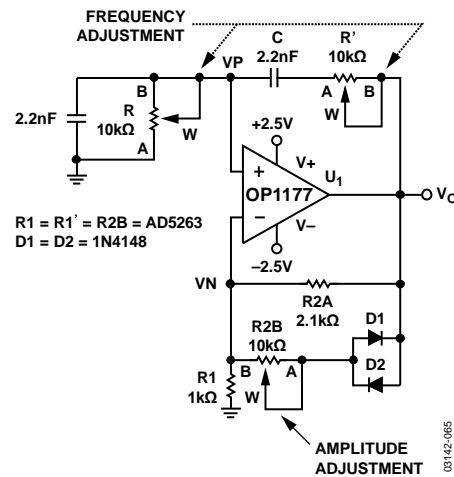 FREQUENCY
ADJUSTMENT
C
2.2nF
R'
10kΩ
VP
B
A
B
2.2nF
R
10kΩ
W
W
A
+2.5V
V+
U1
+
OP1177
−
V–
–2.5V
VO
R1 = R1' = R2B = AD5263
D1 = D2 = 1N4148
VN
R2A
2.1kΩ
D1
R2B
10kΩ
B
A
D2
R1
1kΩ
W
AMPLITUDE
ADJUSTMENT
03142-065